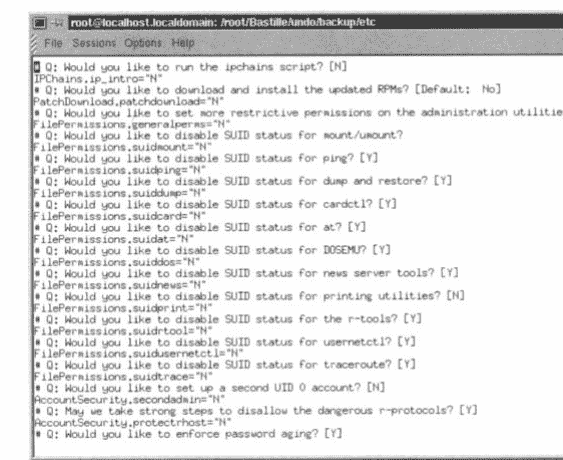 root@localhost.localdomain: /root/Bastille/undo/backup/etc
File Sessions Options Help
# Q: Would you like to run the ipchains script? [N]
IPChains.ip_intro="N"
# Q: Would you like to download and install the updated RPMs? [Default: No]
PatchDownload.patchdownload="N"
# Q: Would you like to set more restrictive permissions on the administration utilitie
FilePermissions.generalperms="N"
# Q: Would you like to disable SUID status for mount/umount?
FilePermissions.suidmount="N"
# Q: Would you like to disable SUID status for ping? [Y]
FilePermissions.suidping="N"
# Q: Would you like to disable SUID status for dump and restore? [Y]
FilePermissions.suiddump="N"
# Q: Would you like to disable SUID status for cardctl? [Y]
FilePermissions.suidcard="N"
# Q: Would you like to disable SUID status for at? [Y]
FilePermissions.suidat="N"
# Q: Would you like to disable SUID status for DOSEMU? [Y]
FilePermissions.suiddos="N"
# Q: Would you like to disable SUID status for news server tools? [Y]
FilePermissions.suidnews="N"
# Q: Would you like to disable SUID status for printing utilities? [N]
FilePermissions.suidprint="N"
# Q: Would you like to disable SUID status for the r-tools? [Y]
FilePermissions.suidrtool="N"
# Q: Would you like to disable SUID status for usernetctl? [Y]
FilePermissions.suidusernetctl="N"
# Q: Would you like to disable SUID status for traceroute? [Y]
FilePermissions.suidtrace="N"
# Q: Would you like to set up a second UID 0 account? [N]
AccountSecurity.secondadmin="N"
# Q: May we take strong steps to disallow the dangerous r-protocols? [Y]
AccountSecurity.protectrhost="N"
# Q: Would you like to enforce password aging? [Y]